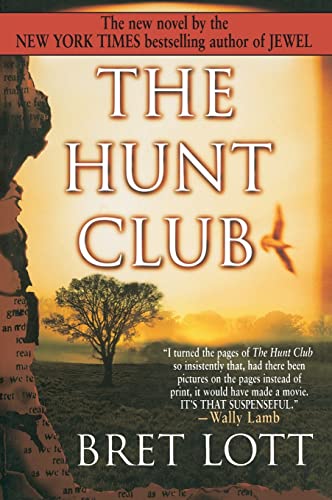 The new novel by the
NEW YORK TIMES bestselling author of JEWEL
THE
HUNT
CLUB
"I turned the pages of The Hunt Club
so insistently that, had there been
pictures on the pages instead of
print, it would have made a movie.
IT'S THAT SUSPENSEFUL."
—Wally Lamb
BRET LOTT